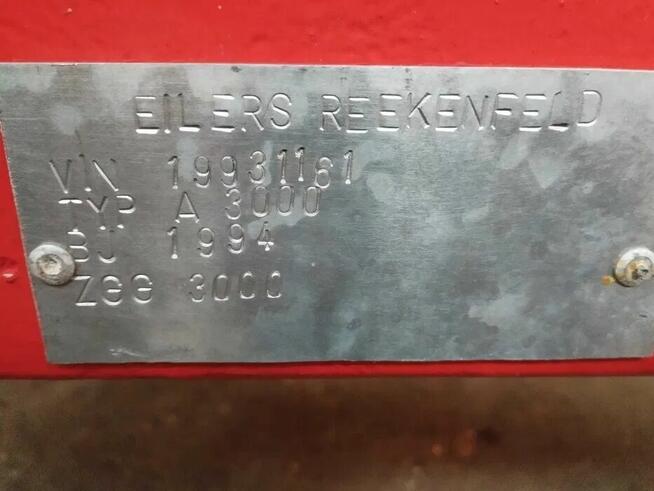 EILERS REEKENFELD
VIN 19931161
TYP A 3000
BJ 1994
ZGG 3000